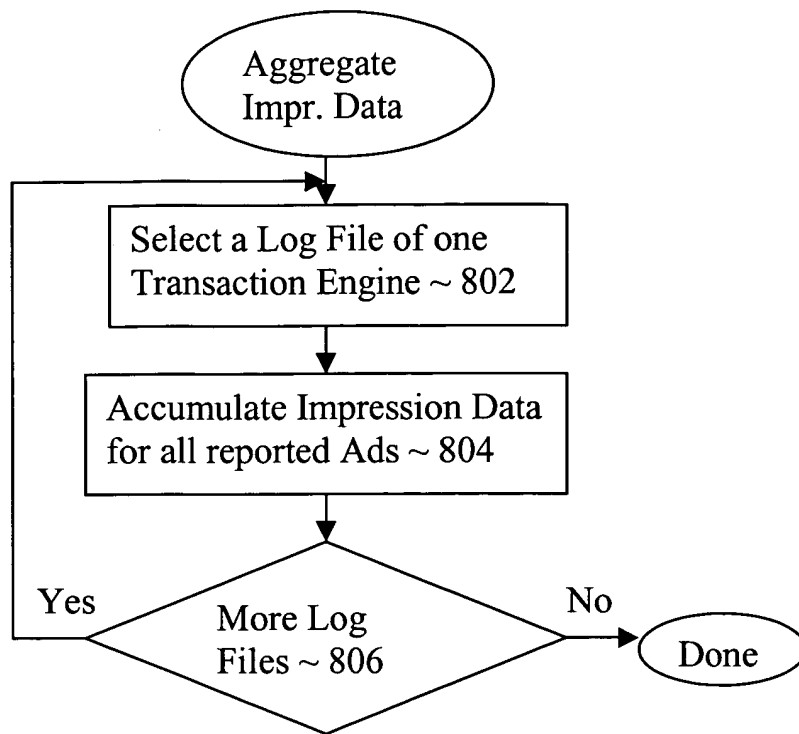 Aggregate
Impr. Data
Select a Log File of one
Transaction Engine ~ 802
Accumulate Impression Data
for all reported Ads ~ 804
Yes
More Log
Files ~ 806
No
Done